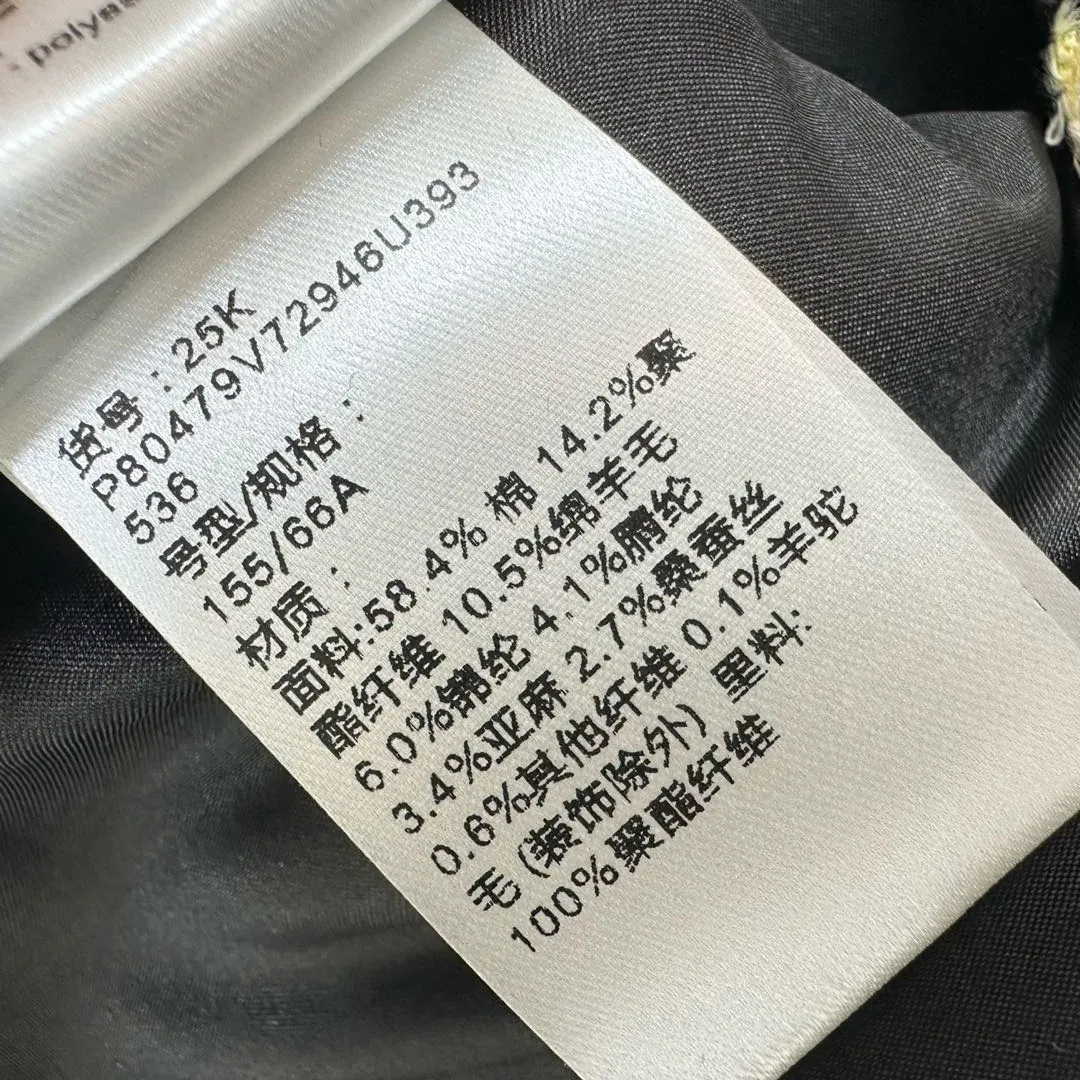 货号：25K
P80479V72946U393
536
号型/规格：
155/66A
材质：
面料:58.4% 棉 14.2%聚
酯纤维 10.5%绵羊毛
6.0%锦纶 4.1%腈纶
3.4%亚麻 2.7%桑蚕丝
0.6%其他纤维 0.1%羊驼
毛 (装饰除外) 里料:
100%聚酯纤维